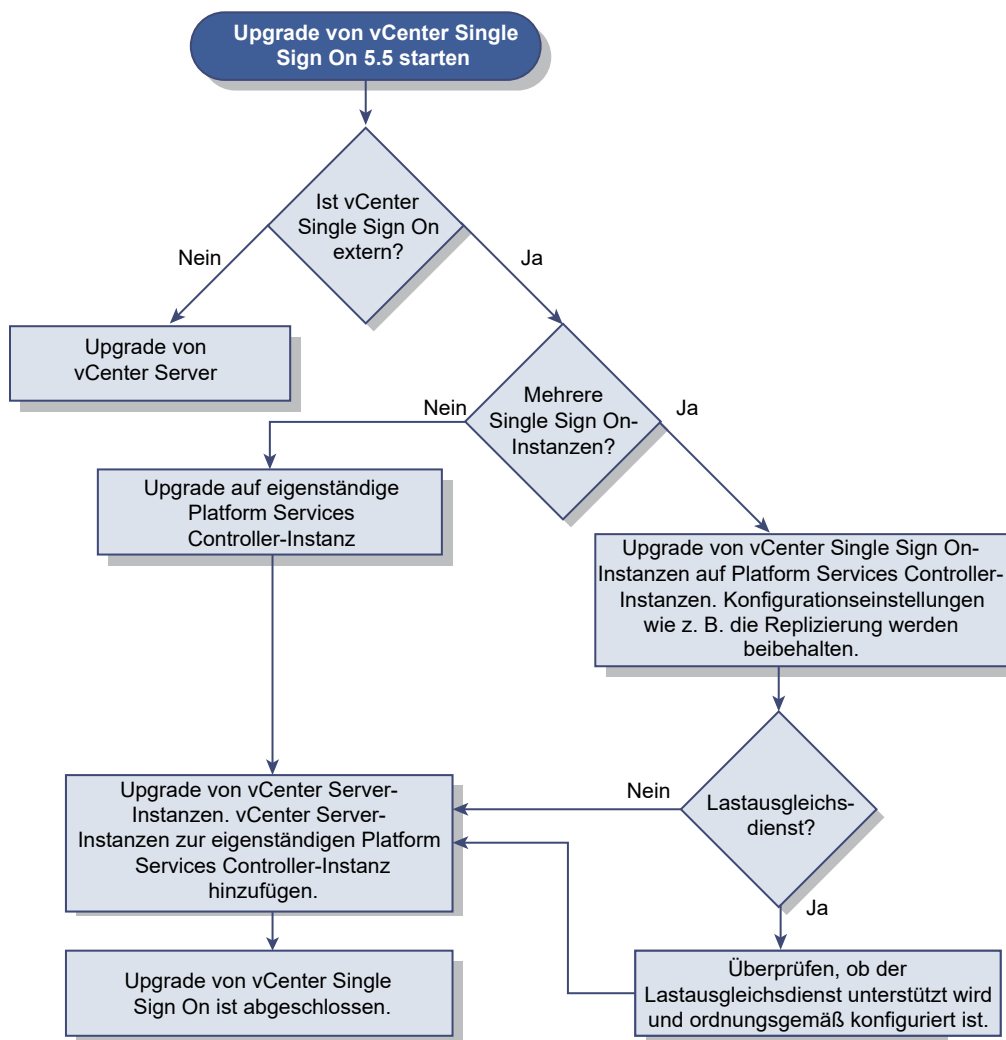 Upgrade von vCenter Single
Sign On 5.5 starten
Ist vCenter
Single Sign On
extern?
Nein
Ja
Upgrade von
vCenter Server
Mehrere
Single Sign On-
Instanzen?
Nein
Ja
Upgrade auf eigenständige
Platform Services
Controller-Instanz
Upgrade von vCenter Single Sign On-
Instanzen auf Platform Services Controller-
Instanzen. Konfigurationseinstellungen
wie z. B. die Replizierung werden
beibehalten.
Lastausgleichs-
dienst?
Nein
Ja
Upgrade von vCenter Server-
Instanzen. vCenter Server-
Instanzen zur eigenständigen Platform
Services Controller-Instanz
hinzufügen.
Überprüfen, ob der
Lastausgleichsdienst unterstützt wird
und ordnungsgemäß konfiguriert ist.
Upgrade von vCenter Single
Sign On ist abgeschlossen.